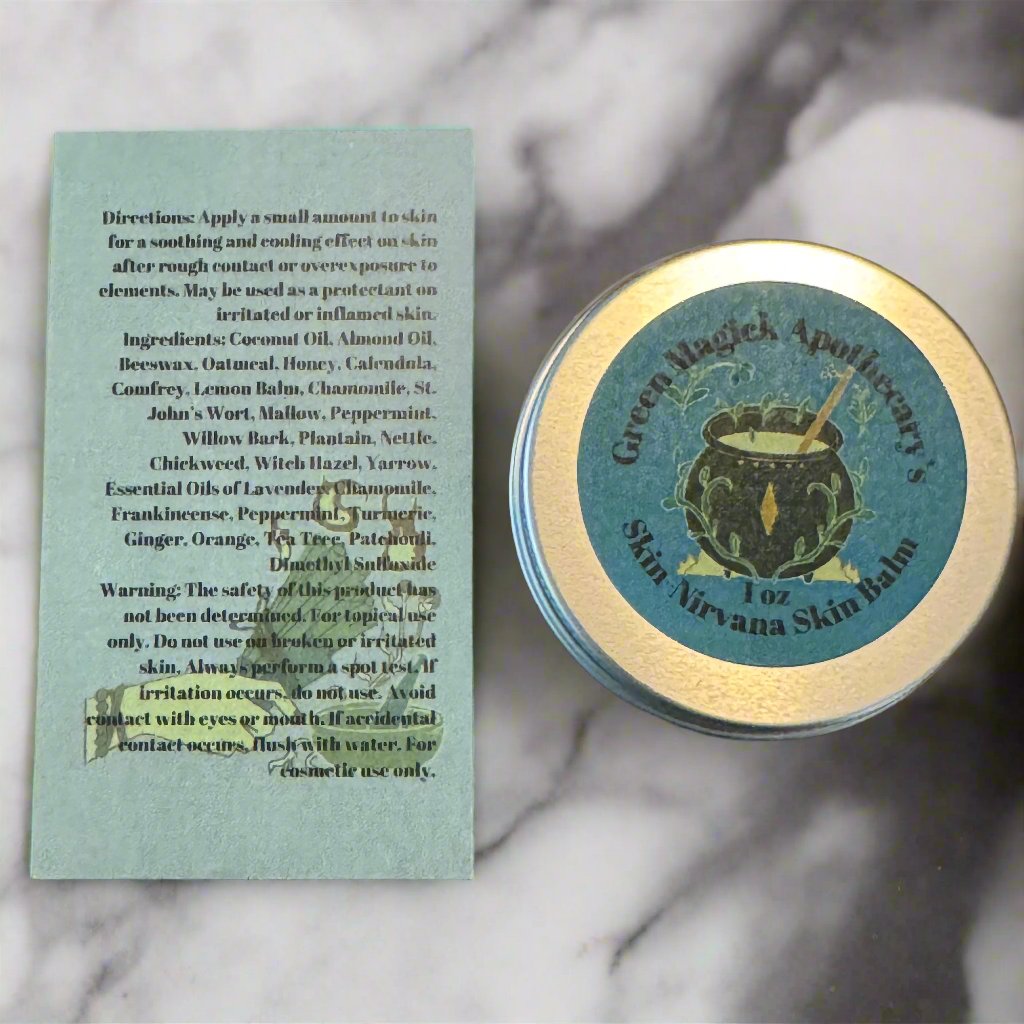 Directions: Apply a small amount to skin
for a soothing and cooling effect on skin
after rough contact or overexposure to
elements. May be used as a protectant on
irritated or inflamed skin.
Ingredients: Coconut Oil, Almond Oil,
Beeswax, Oatmeal, Honey, Calendula,
Comfrey, Lemon Balm, Chamomile, St.
John's Wort, Mallow, Peppermint,
Willow Bark, Plantain, Nettle,
Chickweed, Witch Hazel, Yarrow,
Essential Oils of Lavender, Chamomile,
Frankincense, Peppermint, Turmeric,
Ginger, Orange, Tea Tree, Patchouli,
Dimethyl Sulfoxide
Warning: The safety of this product has
not been determined. For topical use
only. Do not use on broken or irritated
skin, Always perform a spot test. If
irritation occurs, do not use. Avoid
contact with eyes or mouth. If accidental
contact occurs, flush with water. For
cosmetic use only.
Green Magick Apothecary's
1 oz
Skin Nirvana Skin Balm